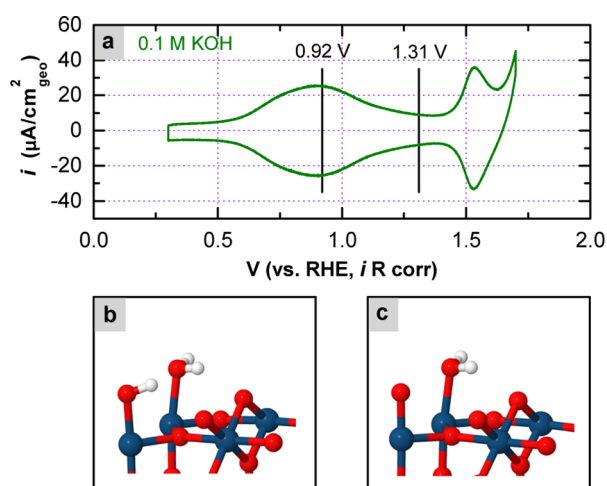 a
0.1 M KOH
0.92 V
1.31 V
60
40
20
0
-20
-40
i (µA/cm²geo)
0.0
0.5
1.0
1.5
2.0
V (vs. RHE, i R corr)
b
c